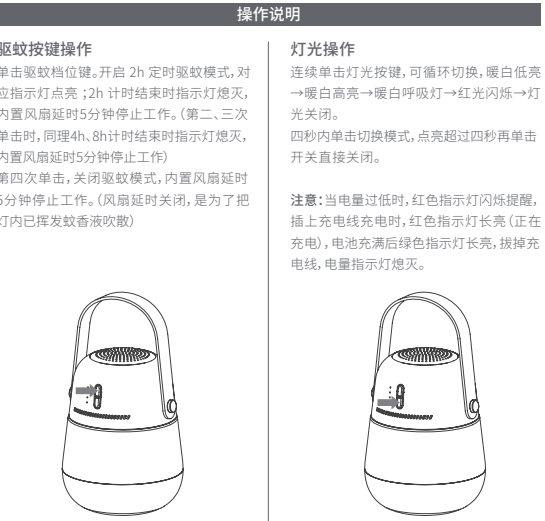 操作说明
驱蚊按键操作
单击驱蚊档位键。开启 2h 定时驱蚊模式，对
应指示灯点亮 ；2h 计时结束时指示灯熄灭，
内置风扇延时5分钟停止工作。（第二、三次
单击时，同理4h、8h计时结束时指示灯熄灭，
内置风扇延时5分钟停止工作）
第四次单击，关闭驱蚊模式，内置风扇延时
5分钟停止工作。（风扇延时关闭，是为了把
灯内已挥发蚊香液吹散）
灯光操作
连续单击灯光按键，可循环切换，暖白低亮
→暖白高亮→暖白呼吸灯→红光闪烁→灯
光关闭。
四秒内单击切换模式，点亮超过四秒再单击
开关直接关闭。
注意：当电量过低时，红色指示灯闪烁提醒，
插上充电线充电时，红色指示灯长亮（正在
充电），电池充满后绿色指示灯长亮，拔掉充
电线，电量指示灯熄灭。